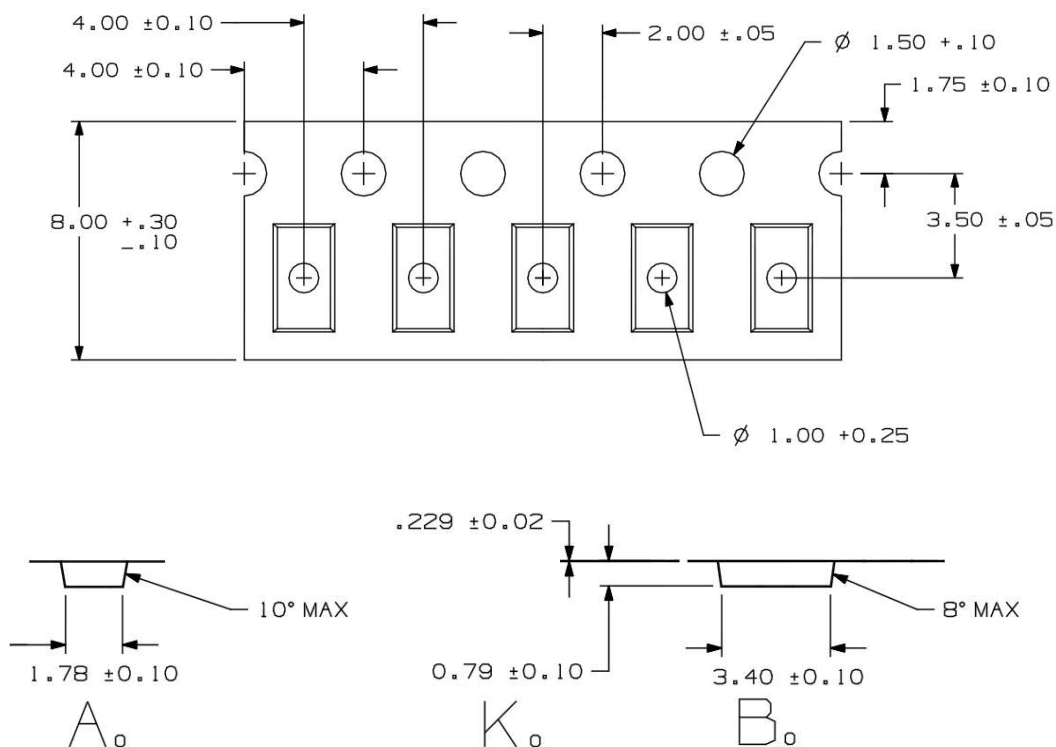 4.00 ±0.10
2.00 ±.05
Ø 1.50 +.10
4.00 ±0.10
1.75 ±0.10
8.00 +.30
-.10
3.50 ±.05
Ø 1.00 +0.25
.229 ±0.02
10° MAX
8° MAX
1.78 ±0.10
0.79 ±0.10
3.40 ±0.10
A₀
K₀
B₀